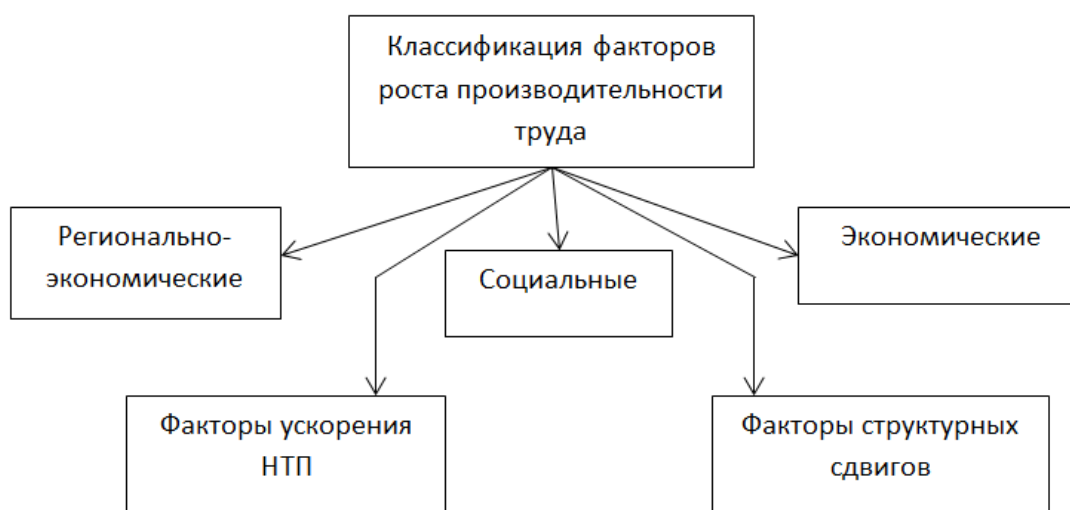 Классификация факторов
роста производительности
труда
Регионально-
экономические
Социальные
Экономические
Факторы ускорения
НТП
Факторы структурных
сдвигов